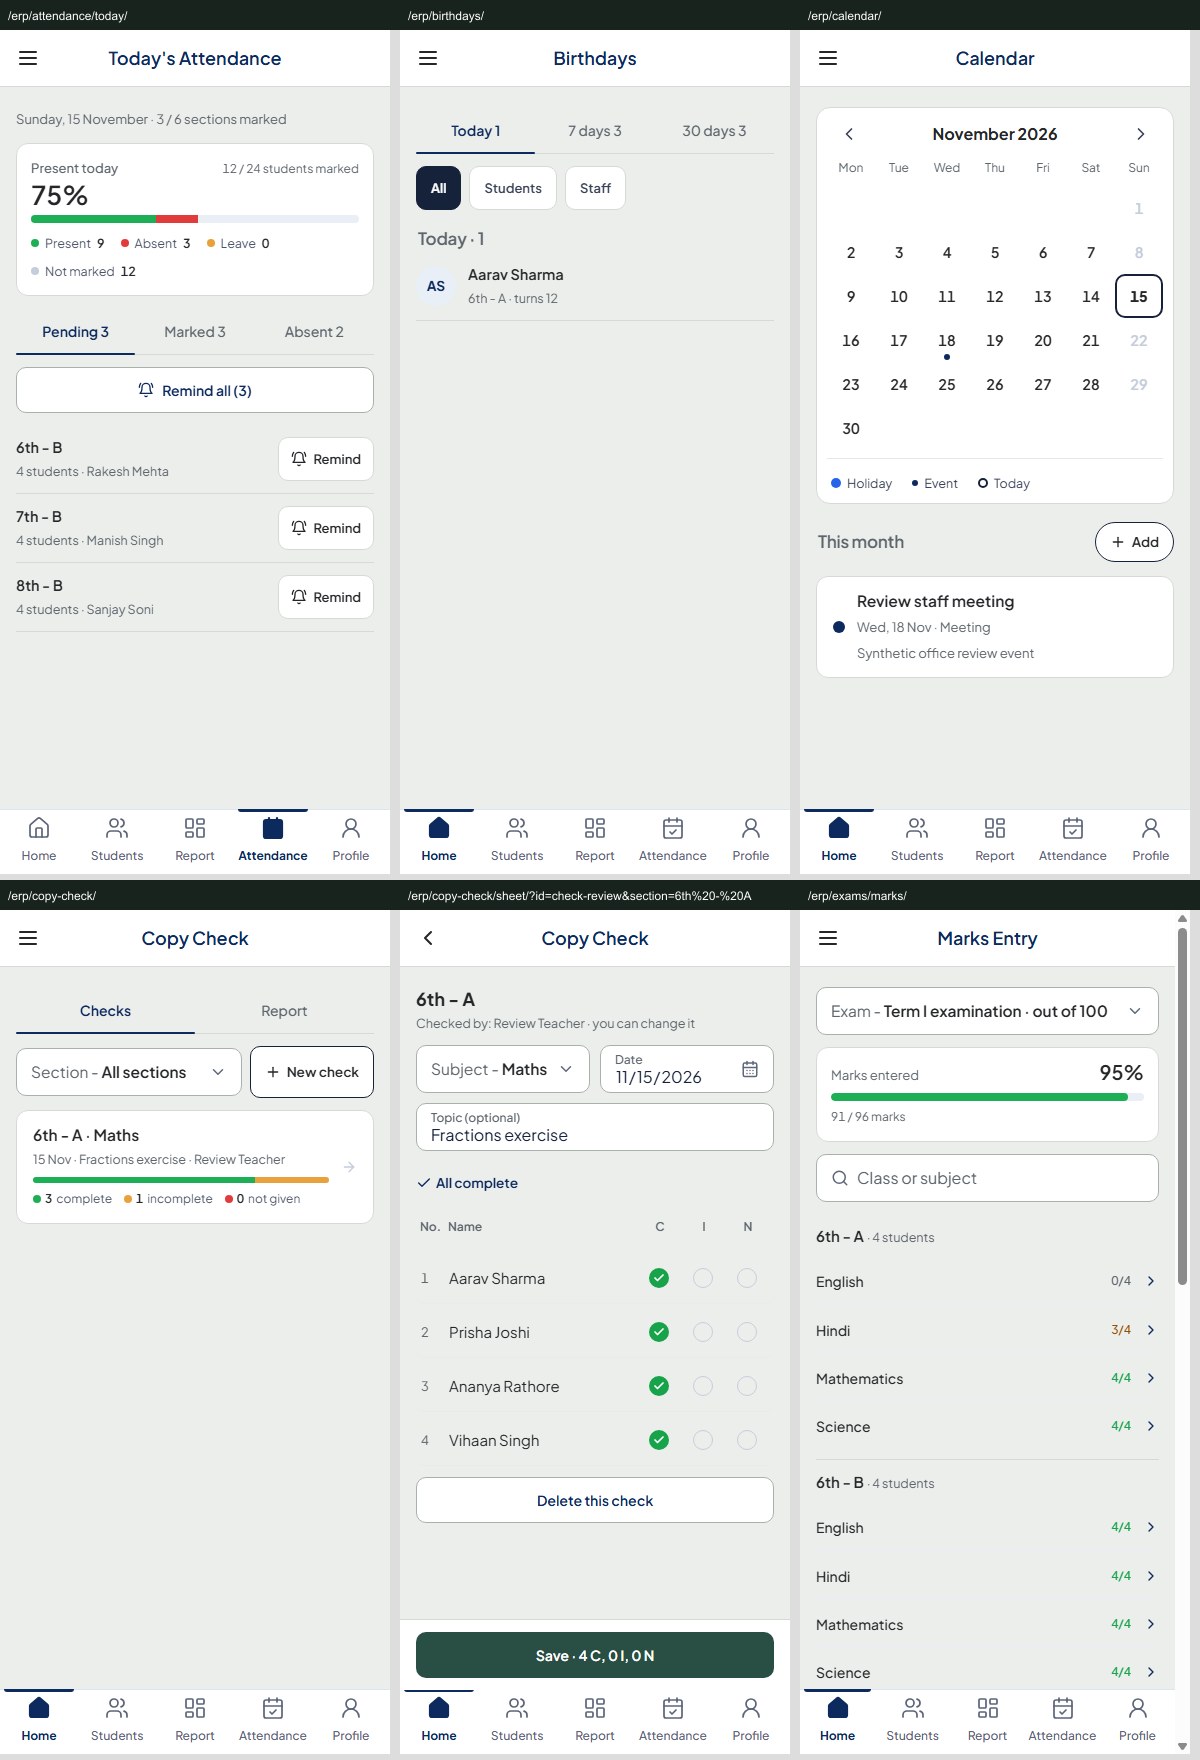 /erp/attendance/today/
Today's Attendance
Sunday, 15 November · 3 / 6 sections marked
Present today
12 / 24 students marked
75%
Present 9
Absent 3
Leave 0
Not marked 12
Pending 3
Marked 3
Absent 2
Remind all (3)
6th - B
4 students · Rakesh Mehta
Remind
7th - B
4 students · Manish Singh
Remind
8th - B
4 students · Sanjay Soni
Remind
Home
Students
Report
Attendance
Profile
/erp/birthdays/
Birthdays
Today 1
7 days 3
30 days 3
All
Students
Staff
Today · 1
AS
Aarav Sharma
6th - A · turns 12
Home
Students
Report
Attendance
Profile
/erp/calendar/
Calendar
November 2026
Mon Tue Wed Thu Fri Sat Sun
1
2 3 4 5 6 7 8
9 10 11 12 13 14 15
16 17 18 19 20 21 22
23 24 25 26 27 28 29
30
Holiday
Event
Today
This month
Add
Review staff meeting
Wed, 18 Nov · Meeting
Synthetic office review event
Home
Students
Report
Attendance
Profile
/erp/copy-check/
Copy Check
Checks
Report
Section - All sections
New check
6th - A · Maths
15 Nov · Fractions exercise · Review Teacher
3 complete
1 incomplete
0 not given
Home
Students
Report
Attendance
Profile
/erp/copy-check/sheet/?id=check-review&section=6th%20-%20A
Copy Check
6th - A
Checked by: Review Teacher · you can change it
Subject - Maths
Date
11/15/2026
Topic (optional)
Fractions exercise
All complete
No. Name C I N
1 Aarav Sharma
2 Prisha Joshi
3 Ananya Rathore
4 Vihaan Singh
Delete this check
Save · 4 C, 0 I, 0 N
Home
Students
Report
Attendance
Profile
/erp/exams/marks/
Marks Entry
Exam - Term I examination · out of 100
Marks entered
95%
91 / 96 marks
Class or subject
6th - A · 4 students
English 0/4
Hindi 3/4
Mathematics 4/4
Science 4/4
6th - B · 4 students
English 4/4
Hindi 4/4
Mathematics 4/4
Science 4/4
Home
Students
Report
Attendance
Profile